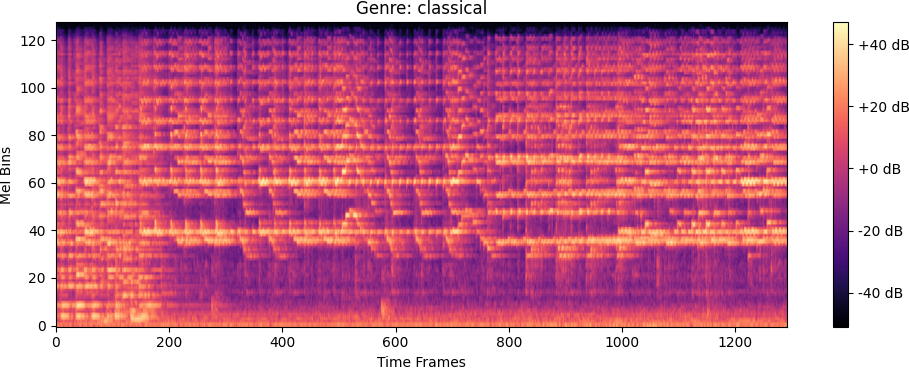 Genre: classical
Mel Bins
120
100
80
60
40
20
0
0 200 400 600 800 1000 1200
Time Frames
+40 dB
+20 dB
+0 dB
-20 dB
-40 dB